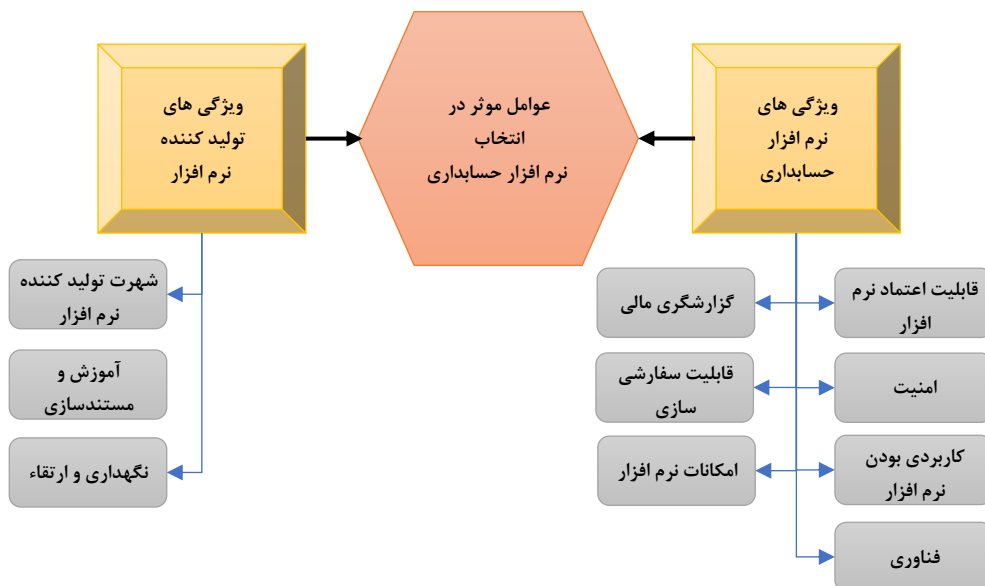 ویژگی های
نرم افزار
حسابداری
عوامل موثر در
انتخاب
نرم افزار حسابداری
ویژگی های
تولید کننده
نرم افزار
قابلیت اعتماد نرم
افزار
امنیت
کاربردی بودن
نرم افزار
فناوری
گزارشگری مالی
قابلیت سفارشی
سازی
امکانات نرم افزار
شهرت تولید کننده
نرم افزار
آموزش و
مستندسازی
نگهداری و ارتقاء